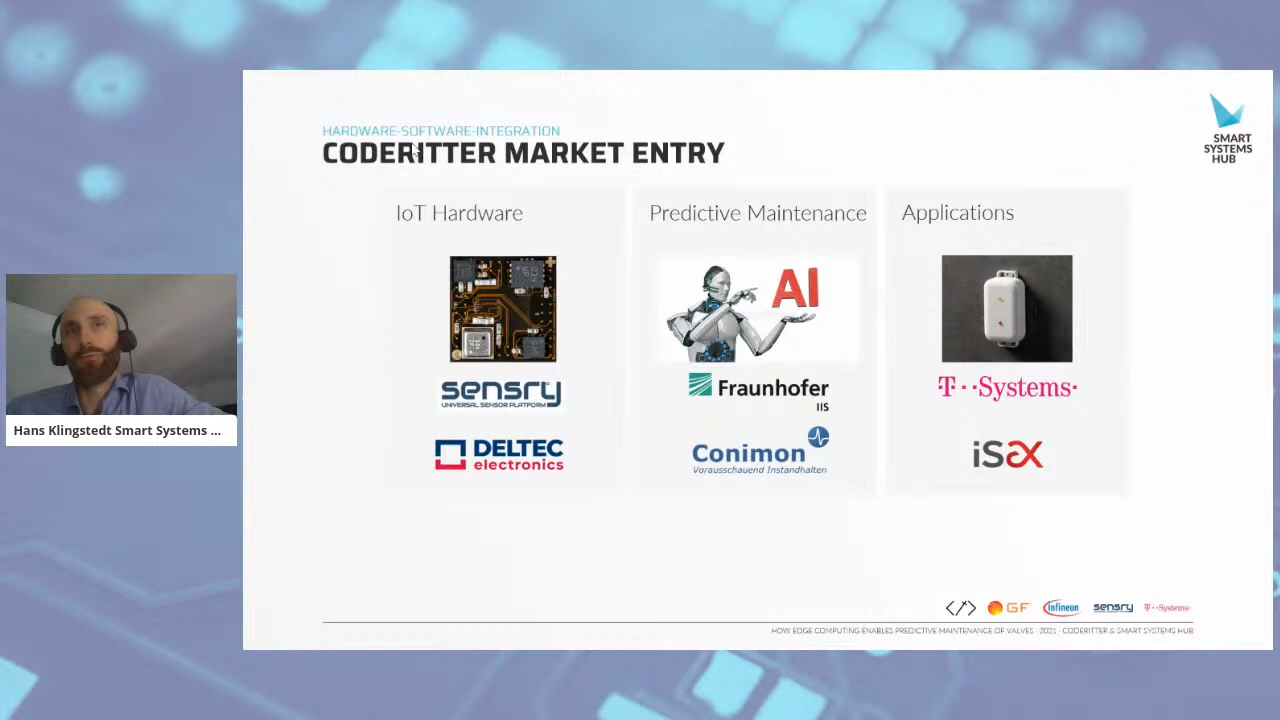 HARDWARE-SOFTWARE-INTEGRATION
CODERITTER MARKET ENTRY
SMART
SYSTEMS
HUB
IoT Hardware
Predictive Maintenance
Applications
AI
sensry
UNIVERSAL SENSOR PLATFORM
Fraunhofer
IIS
T··Systems·
DELTEC
electronics
Conimon
Vorausschauend Instandhalten
iSAX
Hans Klingstedt Smart Systems ...
</> GF infineon sensry T··Systems·
HOW EDGE COMPUTING ENABLES PREDICTIVE MAINTENANCE OF VALVES · 2021 · CODERITTER & SMART SYSTEMS HUB